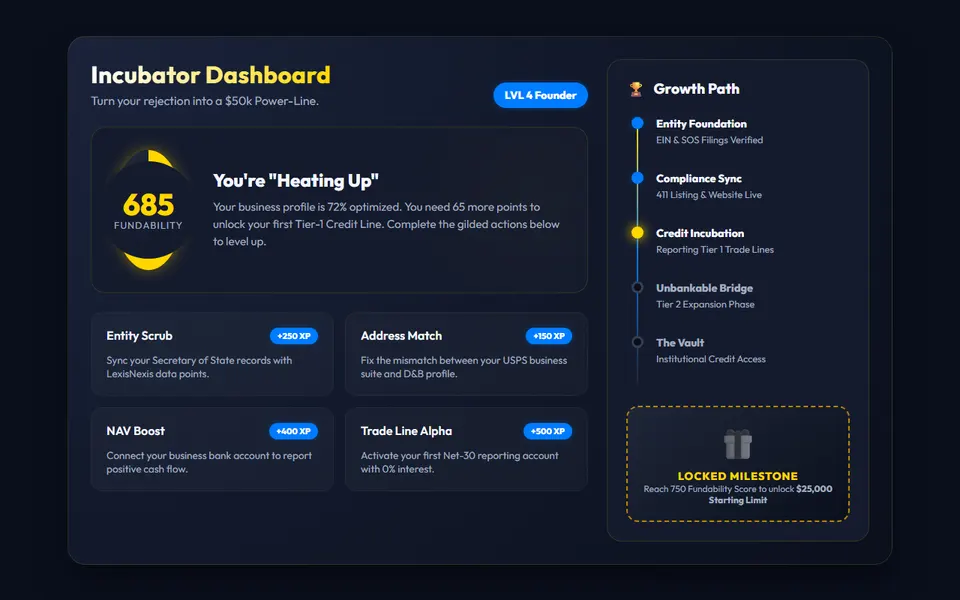 Incubator Dashboard
Turn your rejection into a $50k Power-Line.
LVL 4 Founder
685
FUNDABILITY
You're "Heating Up"
Your business profile is 72% optimized. You need 65 more points to
unlock your first Tier-1 Credit Line. Complete the gilded actions below
to level up.
Entity Scrub
+250 XP
Sync your Secretary of State records with
LexisNexis data points.
Address Match
+150 XP
Fix the mismatch between your USPS business
suite and D&B profile.
NAV Boost
+400 XP
Connect your business bank account to report
positive cash flow.
Trade Line Alpha
+500 XP
Activate your first Net-30 reporting account
with 0% interest.
Growth Path
Entity Foundation
EIN & SOS Filings Verified
Compliance Sync
411 Listing & Website Live
Credit Incubation
Reporting Tier 1 Trade Lines
Unbankable Bridge
Tier 2 Expansion Phase
The Vault
Institutional Credit Access
LOCKED MILESTONE
Reach 750 Fundability Score to unlock $25,000
Starting Limit